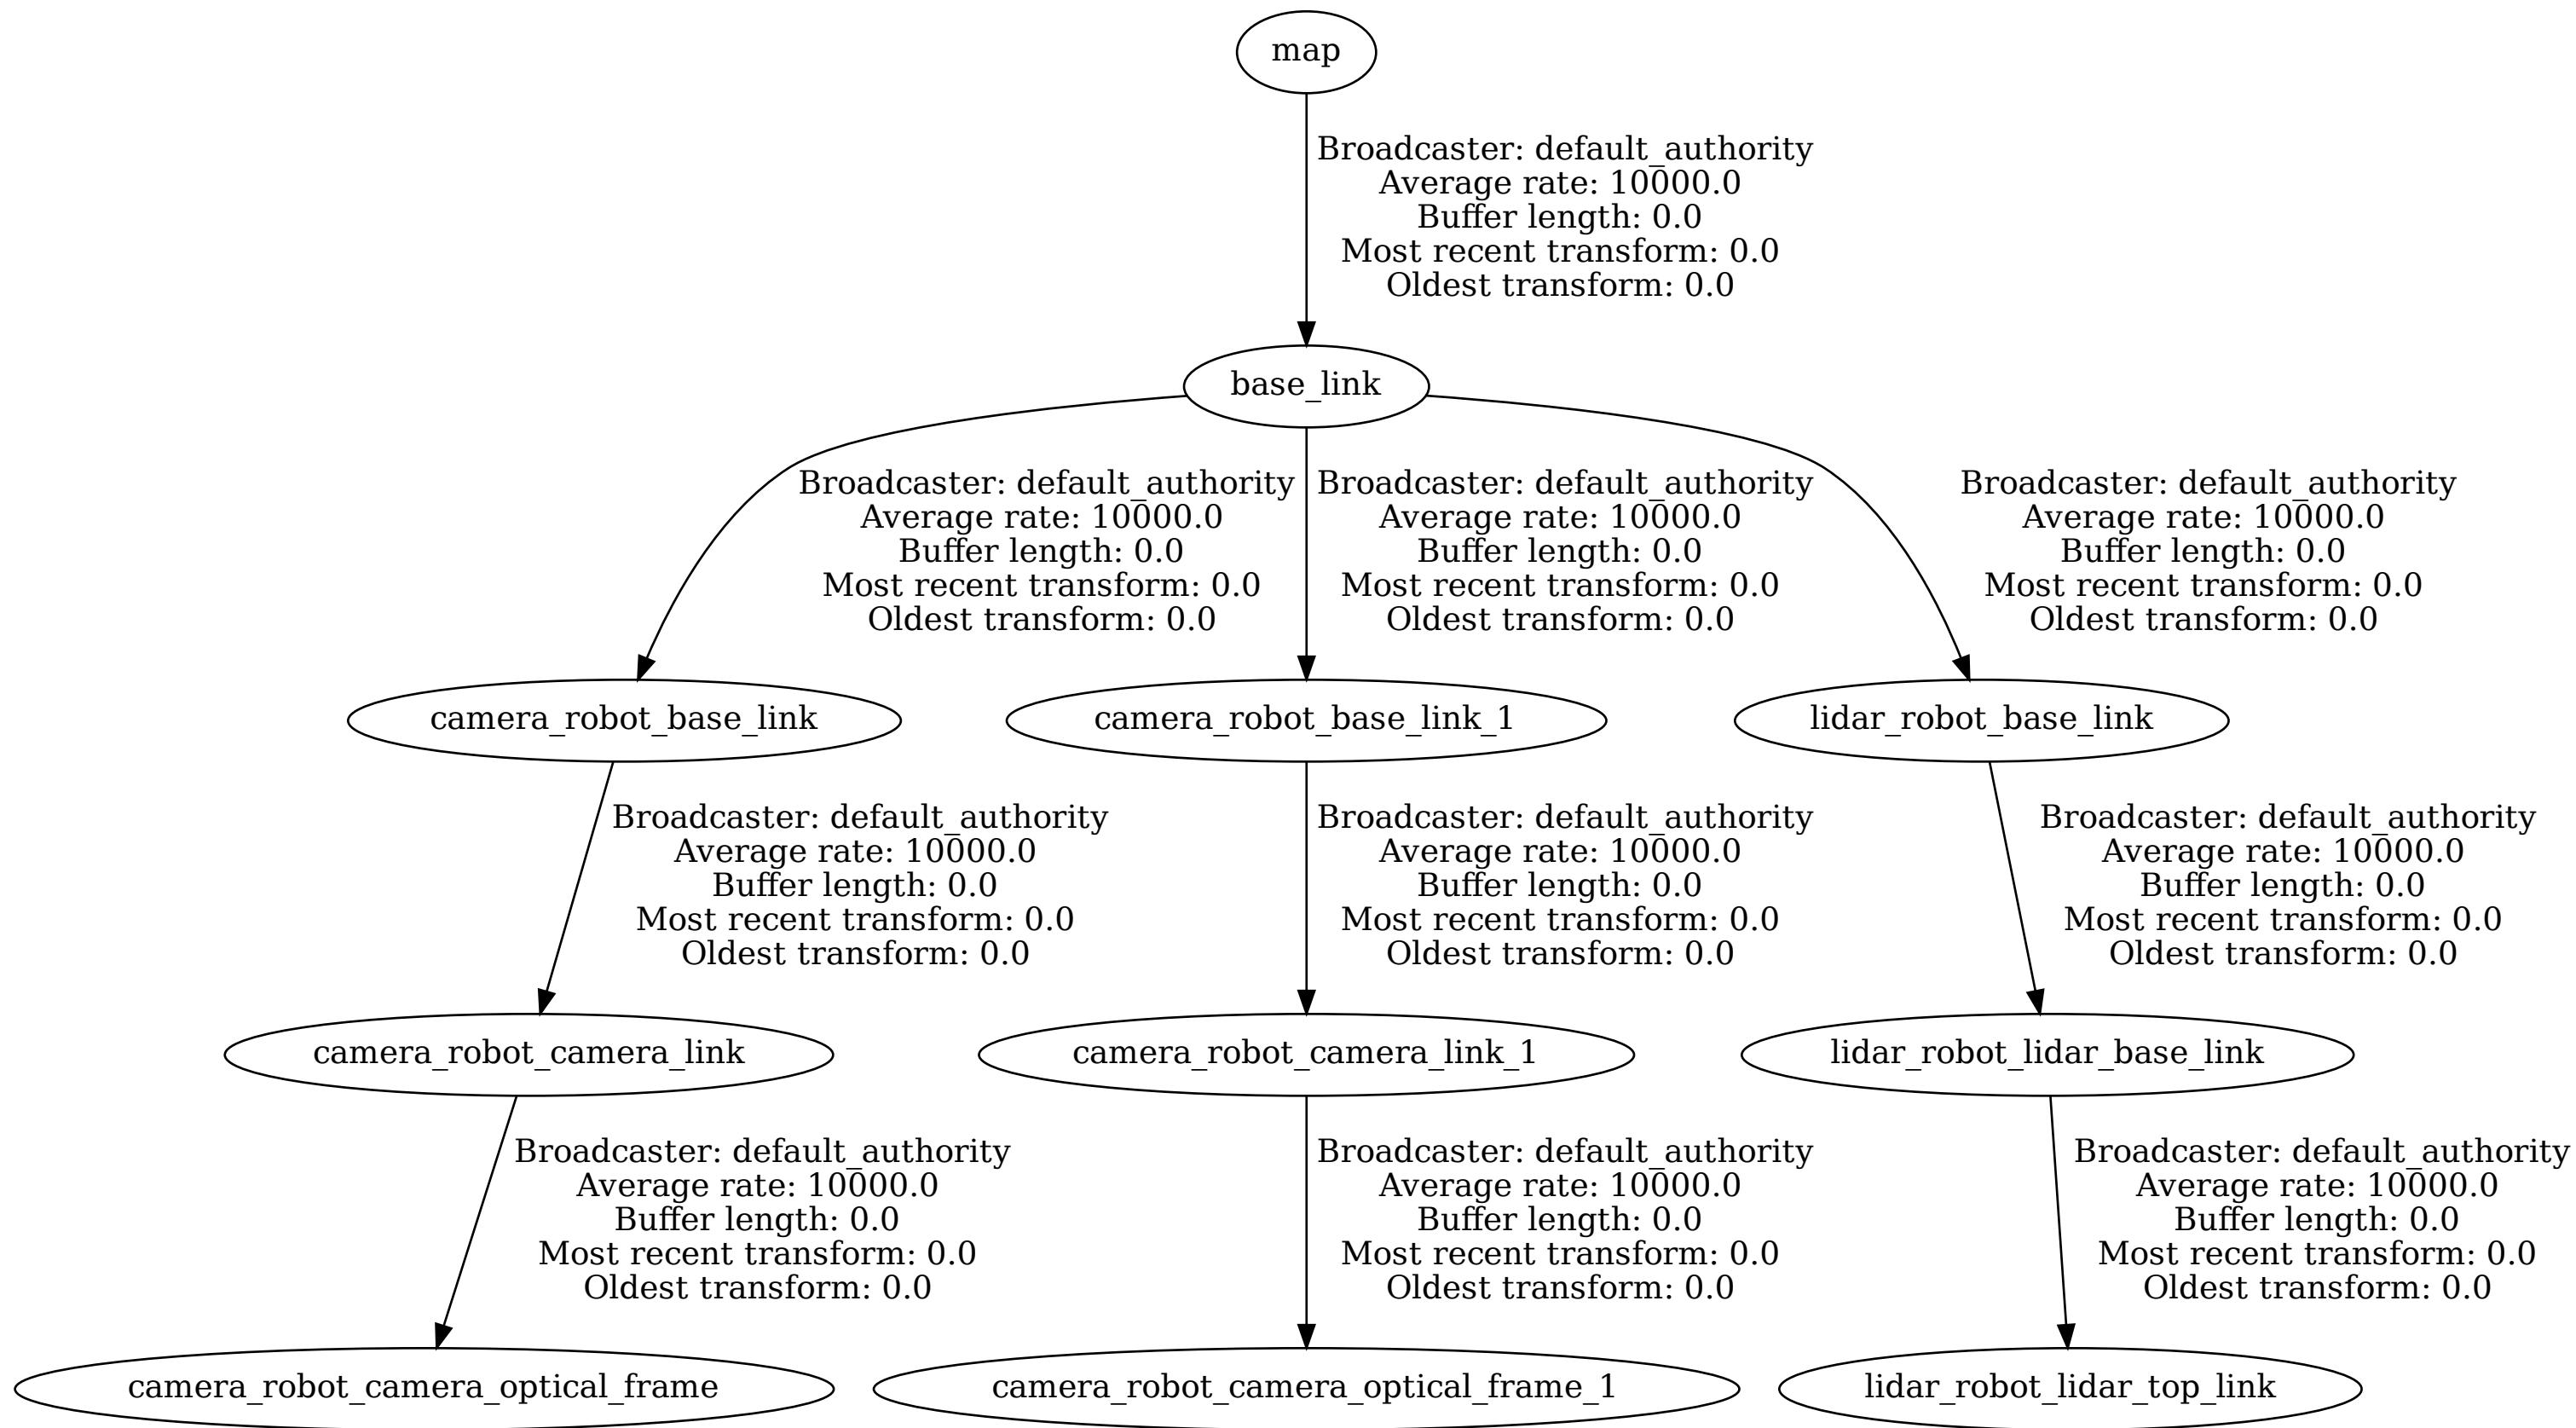 map
Broadcaster: default_authority
Average rate: 10000.0
Buffer length: 0.0
Most recent transform: 0.0
Oldest transform: 0.0
base_link
Broadcaster: default_authority
Average rate: 10000.0
Buffer length: 0.0
Most recent transform: 0.0
Oldest transform: 0.0
Broadcaster: default_authority
Average rate: 10000.0
Buffer length: 0.0
Most recent transform: 0.0
Oldest transform: 0.0
Broadcaster: default_authority
Average rate: 10000.0
Buffer length: 0.0
Most recent transform: 0.0
Oldest transform: 0.0
camera_robot_base_link
camera_robot_base_link_1
lidar_robot_base_link
Broadcaster: default_authority
Average rate: 10000.0
Buffer length: 0.0
Most recent transform: 0.0
Oldest transform: 0.0
Broadcaster: default_authority
Average rate: 10000.0
Buffer length: 0.0
Most recent transform: 0.0
Oldest transform: 0.0
Broadcaster: default_authority
Average rate: 10000.0
Buffer length: 0.0
Most recent transform: 0.0
Oldest transform: 0.0
camera_robot_camera_link
camera_robot_camera_link_1
lidar_robot_lidar_base_link
Broadcaster: default_authority
Average rate: 10000.0
Buffer length: 0.0
Most recent transform: 0.0
Oldest transform: 0.0
Broadcaster: default_authority
Average rate: 10000.0
Buffer length: 0.0
Most recent transform: 0.0
Oldest transform: 0.0
Broadcaster: default_authority
Average rate: 10000.0
Buffer length: 0.0
Most recent transform: 0.0
Oldest transform: 0.0
camera_robot_camera_optical_frame
camera_robot_camera_optical_frame_1
lidar_robot_lidar_top_link